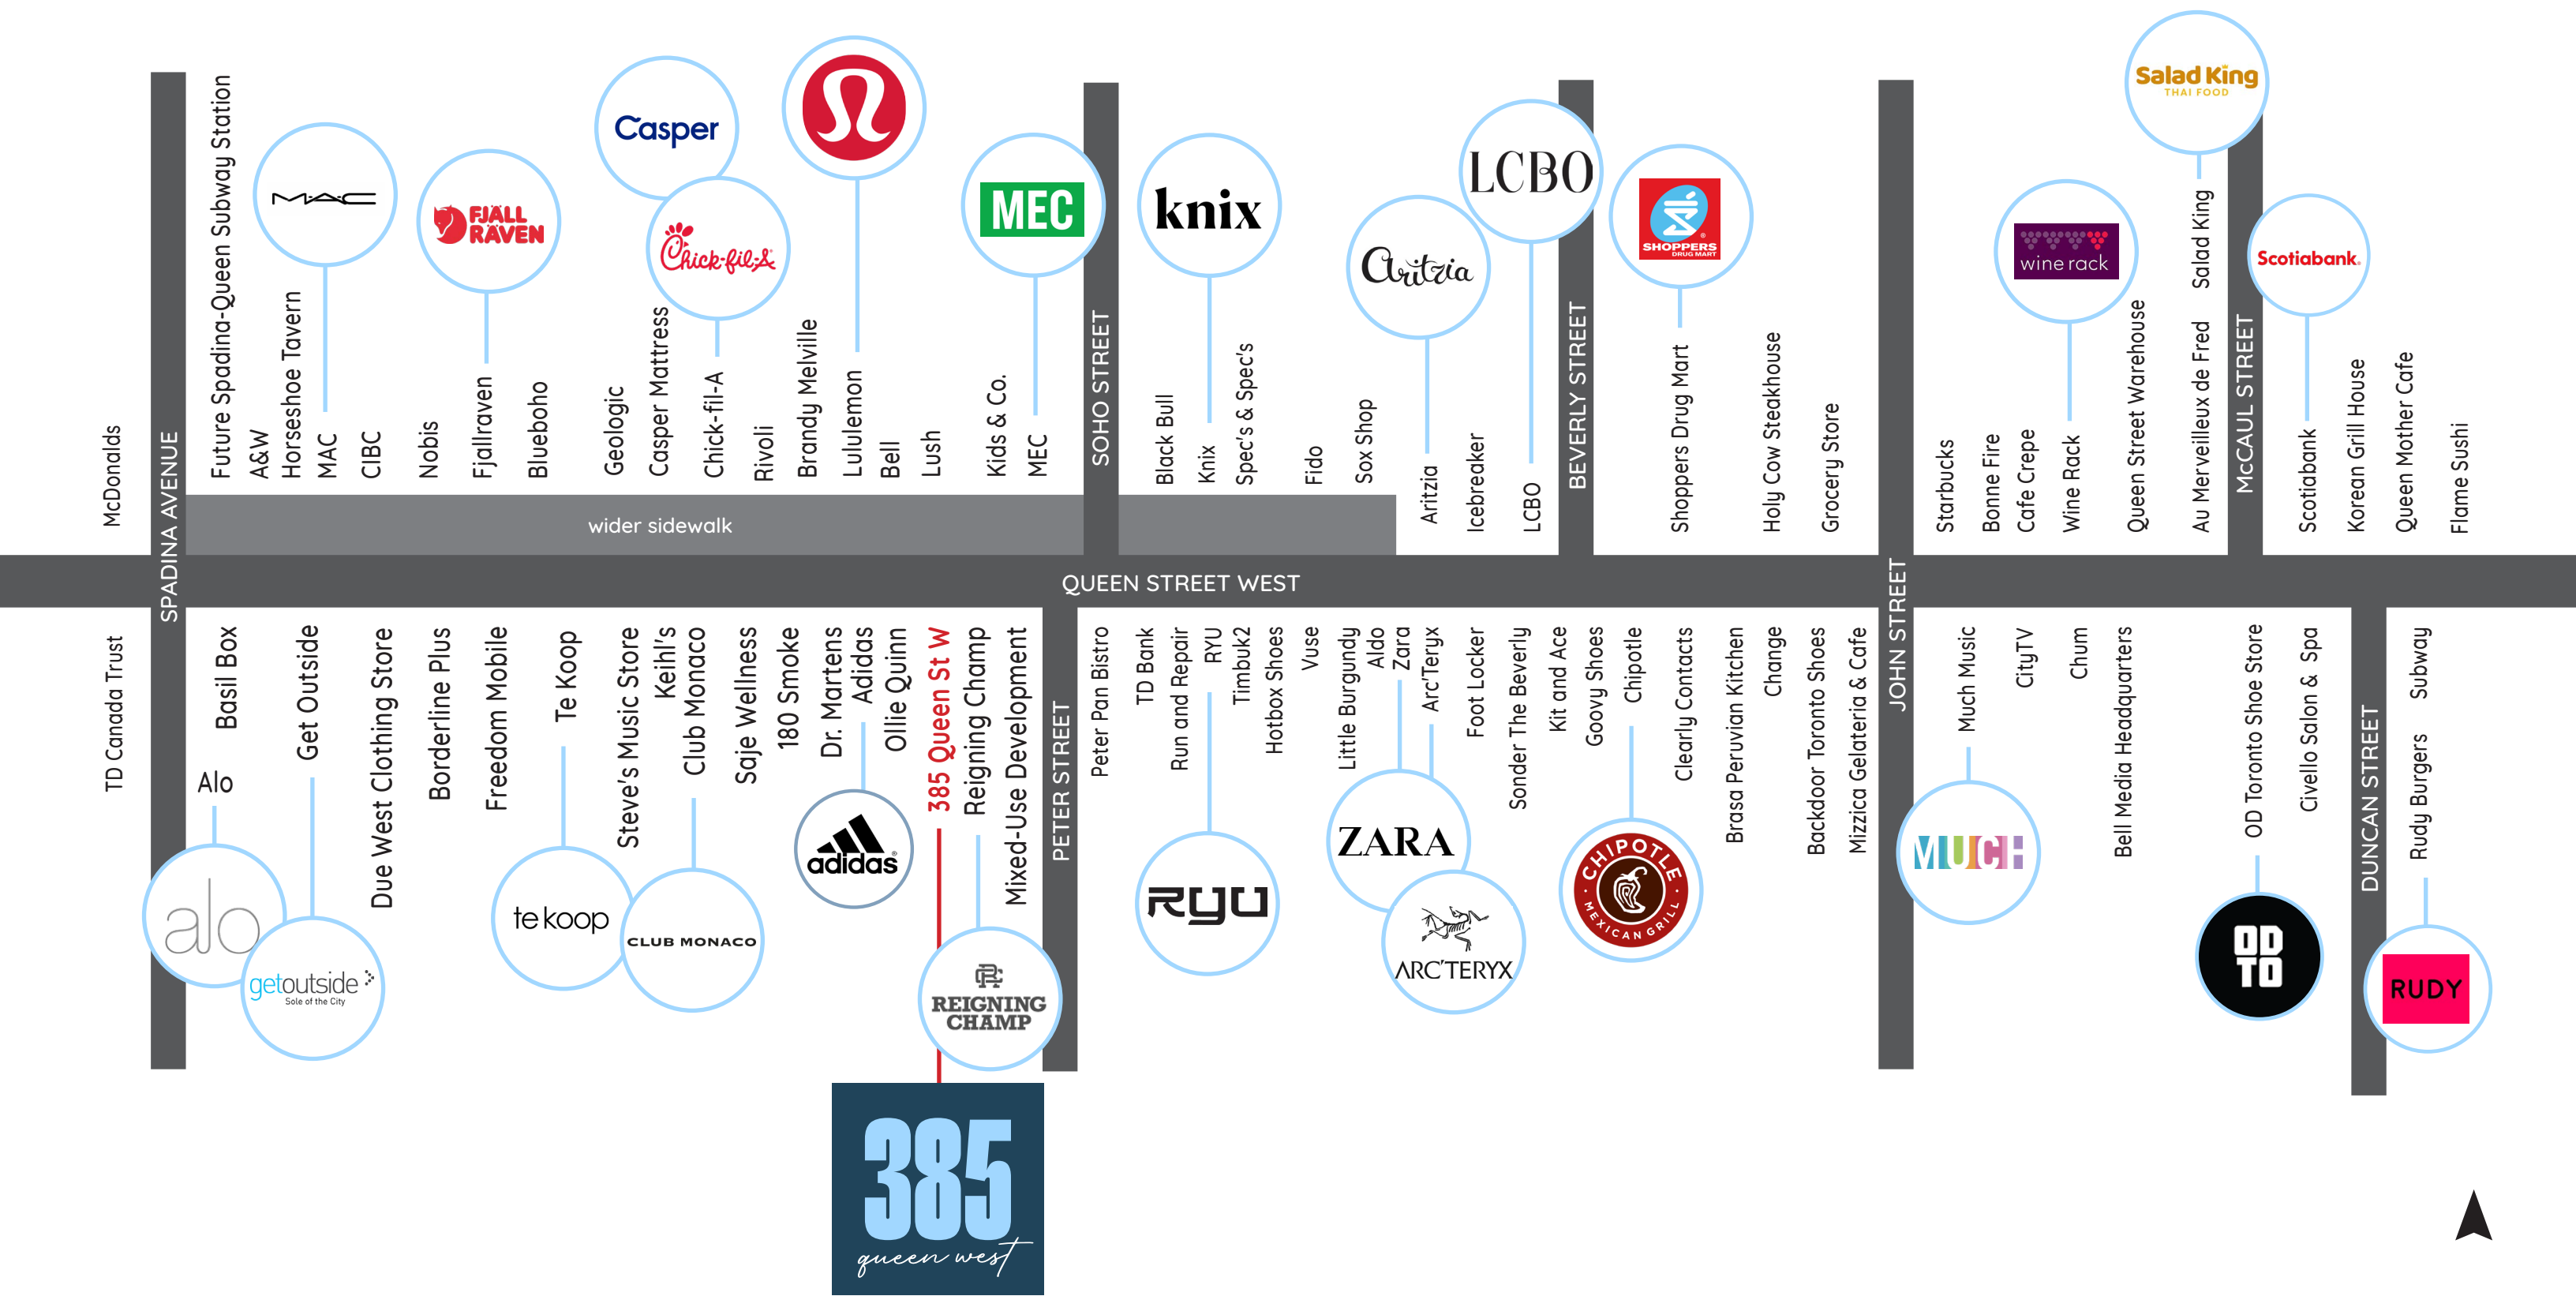 Salad King
THAI FOOD
Casper
LCBO
MAC
FJÄLL
RÄVEN
Chick-fil-A
MEC
knix
Aritzia
SHOPPERS
DRUG MART
wine rack
Scotiabank
McDonalds
SPADINA AVENUE
Future Spadina-Queen Subway Station
A&W
Horseshoe Tavern
MAC
CIBC
Nobis
Fjallraven
Blueboho
Geologic
Casper Mattress
Chick-fil-A
Rivoli
Brandy Melville
Lululemon
Bell
Lush
Kids & Co.
MEC
SOHO STREET
Black Bull
Knix
Spec's & Spec's
Fido
Sox Shop
Aritzia
Icebreaker
LCBO
BEVERLY STREET
Shoppers Drug Mart
Holy Cow Steakhouse
Grocery Store
Starbucks
Bonne Fire
Cafe Crepe
Wine Rack
Queen Street Warehouse
Au Merveilleux de Fred
Salad King
McCAUL STREET
Scotiabank
Korean Grill House
Queen Mother Cafe
Flame Sushi
wider sidewalk
QUEEN STREET WEST
TD Canada Trust
Alo
Basil Box
Get Outside
Due West Clothing Store
Borderline Plus
Freedom Mobile
Te Koop
Steve's Music Store
Keihl's
Club Monaco
Saje Wellness
180 Smoke
Dr. Martens
Adidas
Ollie Quinn
385 Queen St W
Reigning Champ
Mixed-Use Development
PETER STREET
Peter Pan Bistro
TD Bank
Run and Repair
RYU
Timbuk2
Hotbox Shoes
Vuse
Little Burgundy
Aldo
Zara
Arc'Teryx
Foot Locker
Sonder The Beverly
Kit and Ace
Goovy Shoes
Chipotle
Clearly Contacts
Brasa Peruvian Kitchen
Change
Backdoor Toronto Shoes
Mizzica Gelateria & Cafe
JOHN STREET
Much Music
CityTV
Chum
Bell Media Headquarters
OD Toronto Shoe Store
Civello Salon & Spa
DUNCAN STREET
Rudy Burgers
Subway
alo
getoutside
Sole of the City
te koop
CLUB MONACO
adidas
RC
REIGNING
CHAMP
RYU
ZARA
ARC'TERYX
CHIPOTLE
MEXICAN GRILL
MUCH
OD
TO
RUDY
385
queen west